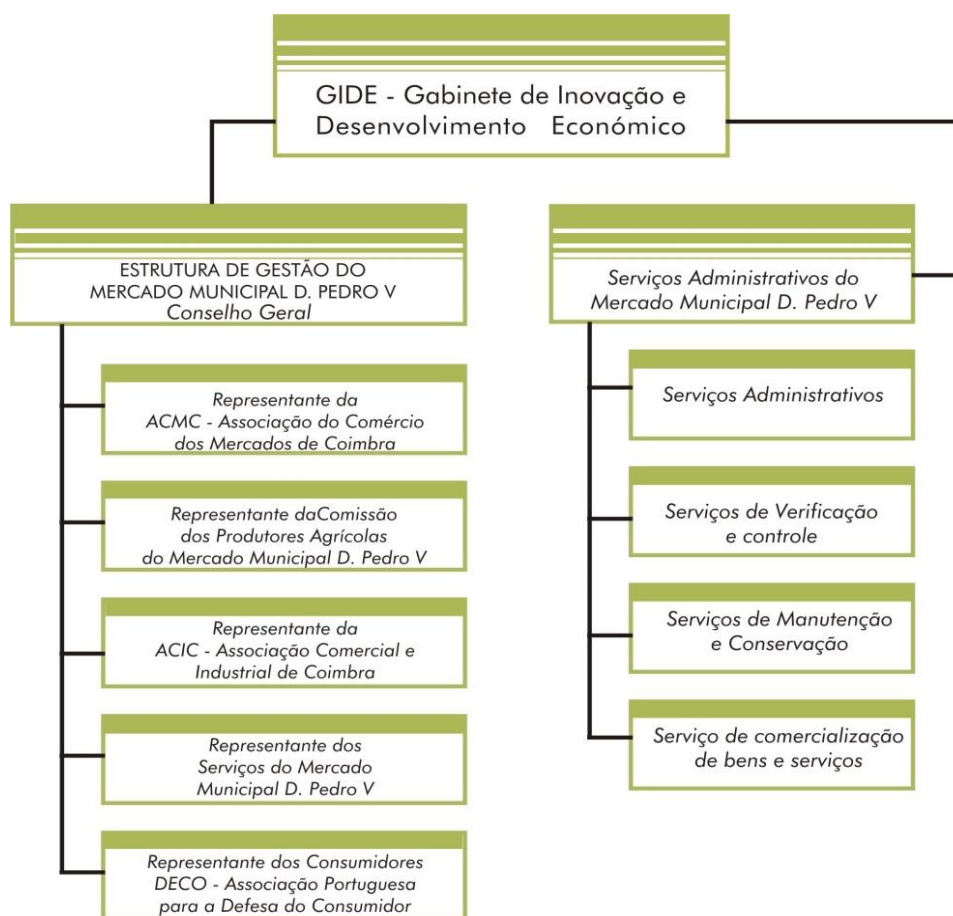 GIDE - Gabinete de Inovação e
Desenvolvimento Económico
ESTRUTURA DE GESTÃO DO
MERCADO MUNICIPAL D. PEDRO V
Conselho Geral
Representante da
ACMC - Associação do Comércio
dos Mercados de Coimbra
Representante daComissão
dos Produtores Agrícolas
do Mercado Municipal D. Pedro V
Representante da
ACIC - Associação Comercial e
Industrial de Coimbra
Representante dos
Serviços do Mercado
Municipal D. Pedro V
Representante dos Consumidores
DECO - Associação Portuguesa
para a Defesa do Consumidor
Serviços Administrativos do
Mercado Municipal D. Pedro V
Serviços Administrativos
Serviços de Verificação
e controle
Serviços de Manutenção
e Conservação
Serviço de comercialização
de bens e serviços